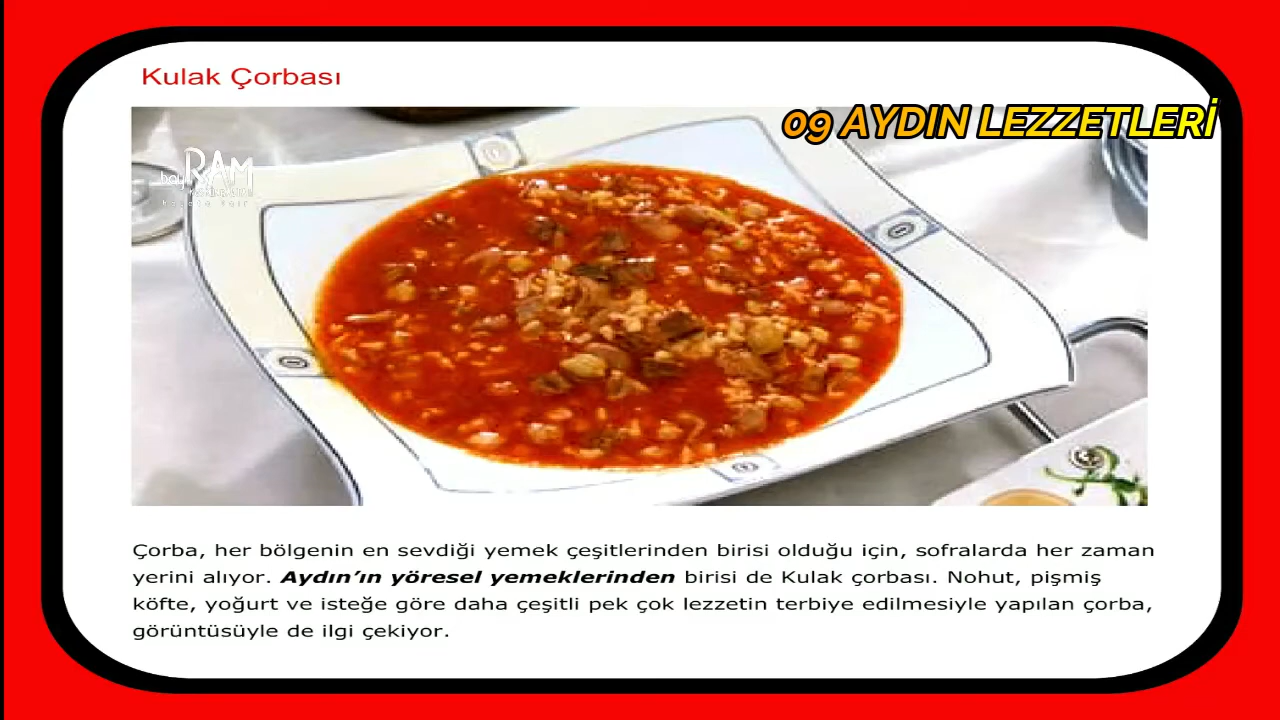 Kulak Çorbası
09 AYDIN LEZZETLERİ
RAM
Çorba, her bölgenin en sevdiği yemek çeşitlerinden birisi olduğu için, sofralarda her zaman
yerini alıyor. Aydın’ın yöresel yemeklerinden birisi de Kulak çorbası. Nohut, pişmiş
köfte, yoğurt ve isteğe göre daha çeşitli pek çok lezzetin terbiye edilmesiyle yapılan çorba,
görüntüsüyle de ilgi çekiyor.